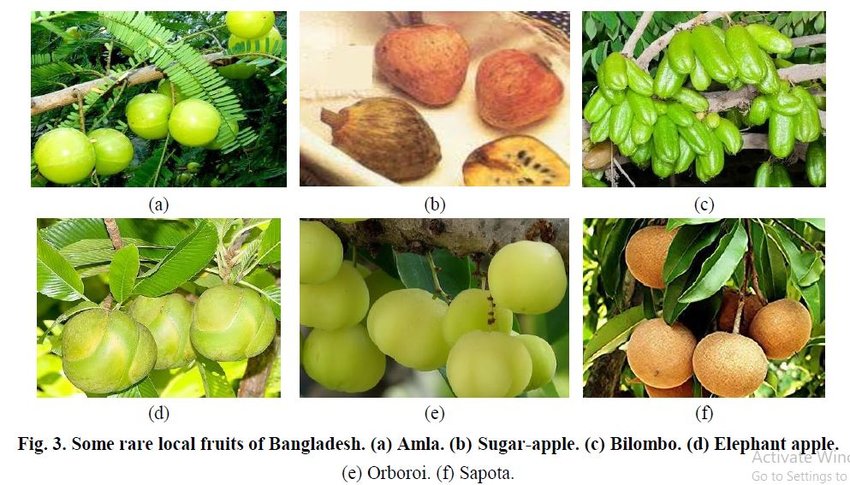 (a)
(b)
(c)
(d)
(e)
(f)
Fig. 3. Some rare local fruits of Bangladesh. (a) Amla. (b) Sugar-apple. (c) Bilombo. (d) Elephant apple.
(e) Orboroi. (f) Sapota.
Activate Win
Go to Settings to